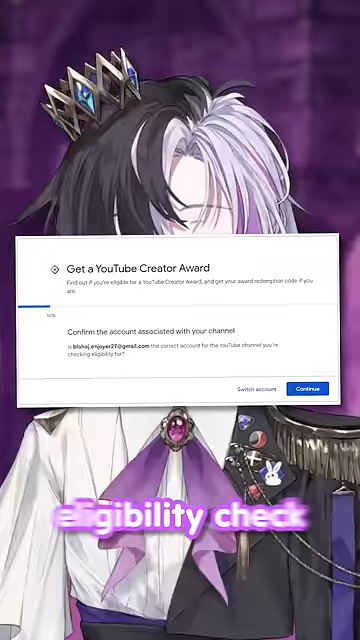 Get a YouTube Creator Award
Find out if you're eligible for a YouTube Creator Award, and get your award redemption code if you
are.
10%
Confirm the account associated with your channel
Is blahaj.enjoyer27@gmail.com the correct account for the YouTube channel you're
checking eligibility for?
Switch account
Continue
eligibility check